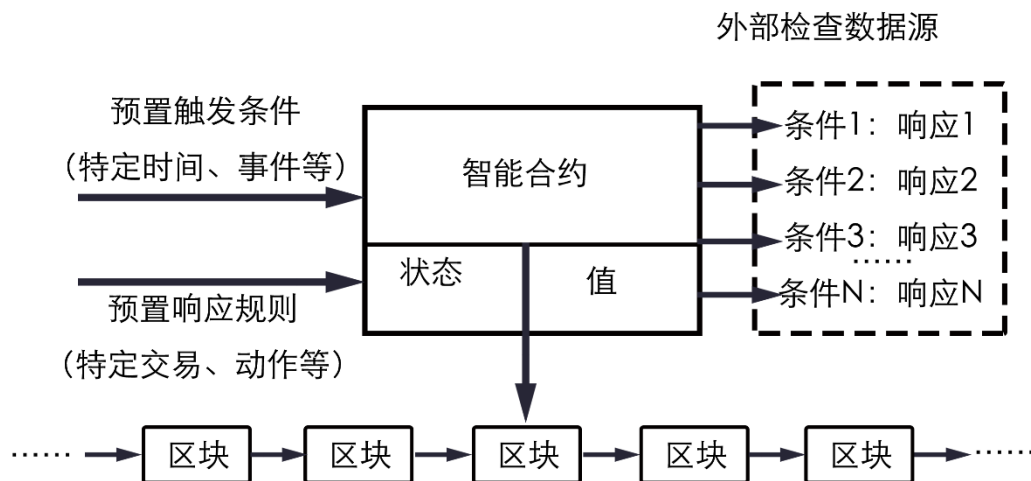 外部检查数据源
预置触发条件
（特定时间、事件等）
智能合约
状态
值
预置响应规则
（特定交易、动作等）
条件1：响应1
条件2：响应2
条件3：响应3
……
条件N：响应N
…… 区块 区块 区块 区块 区块 ……